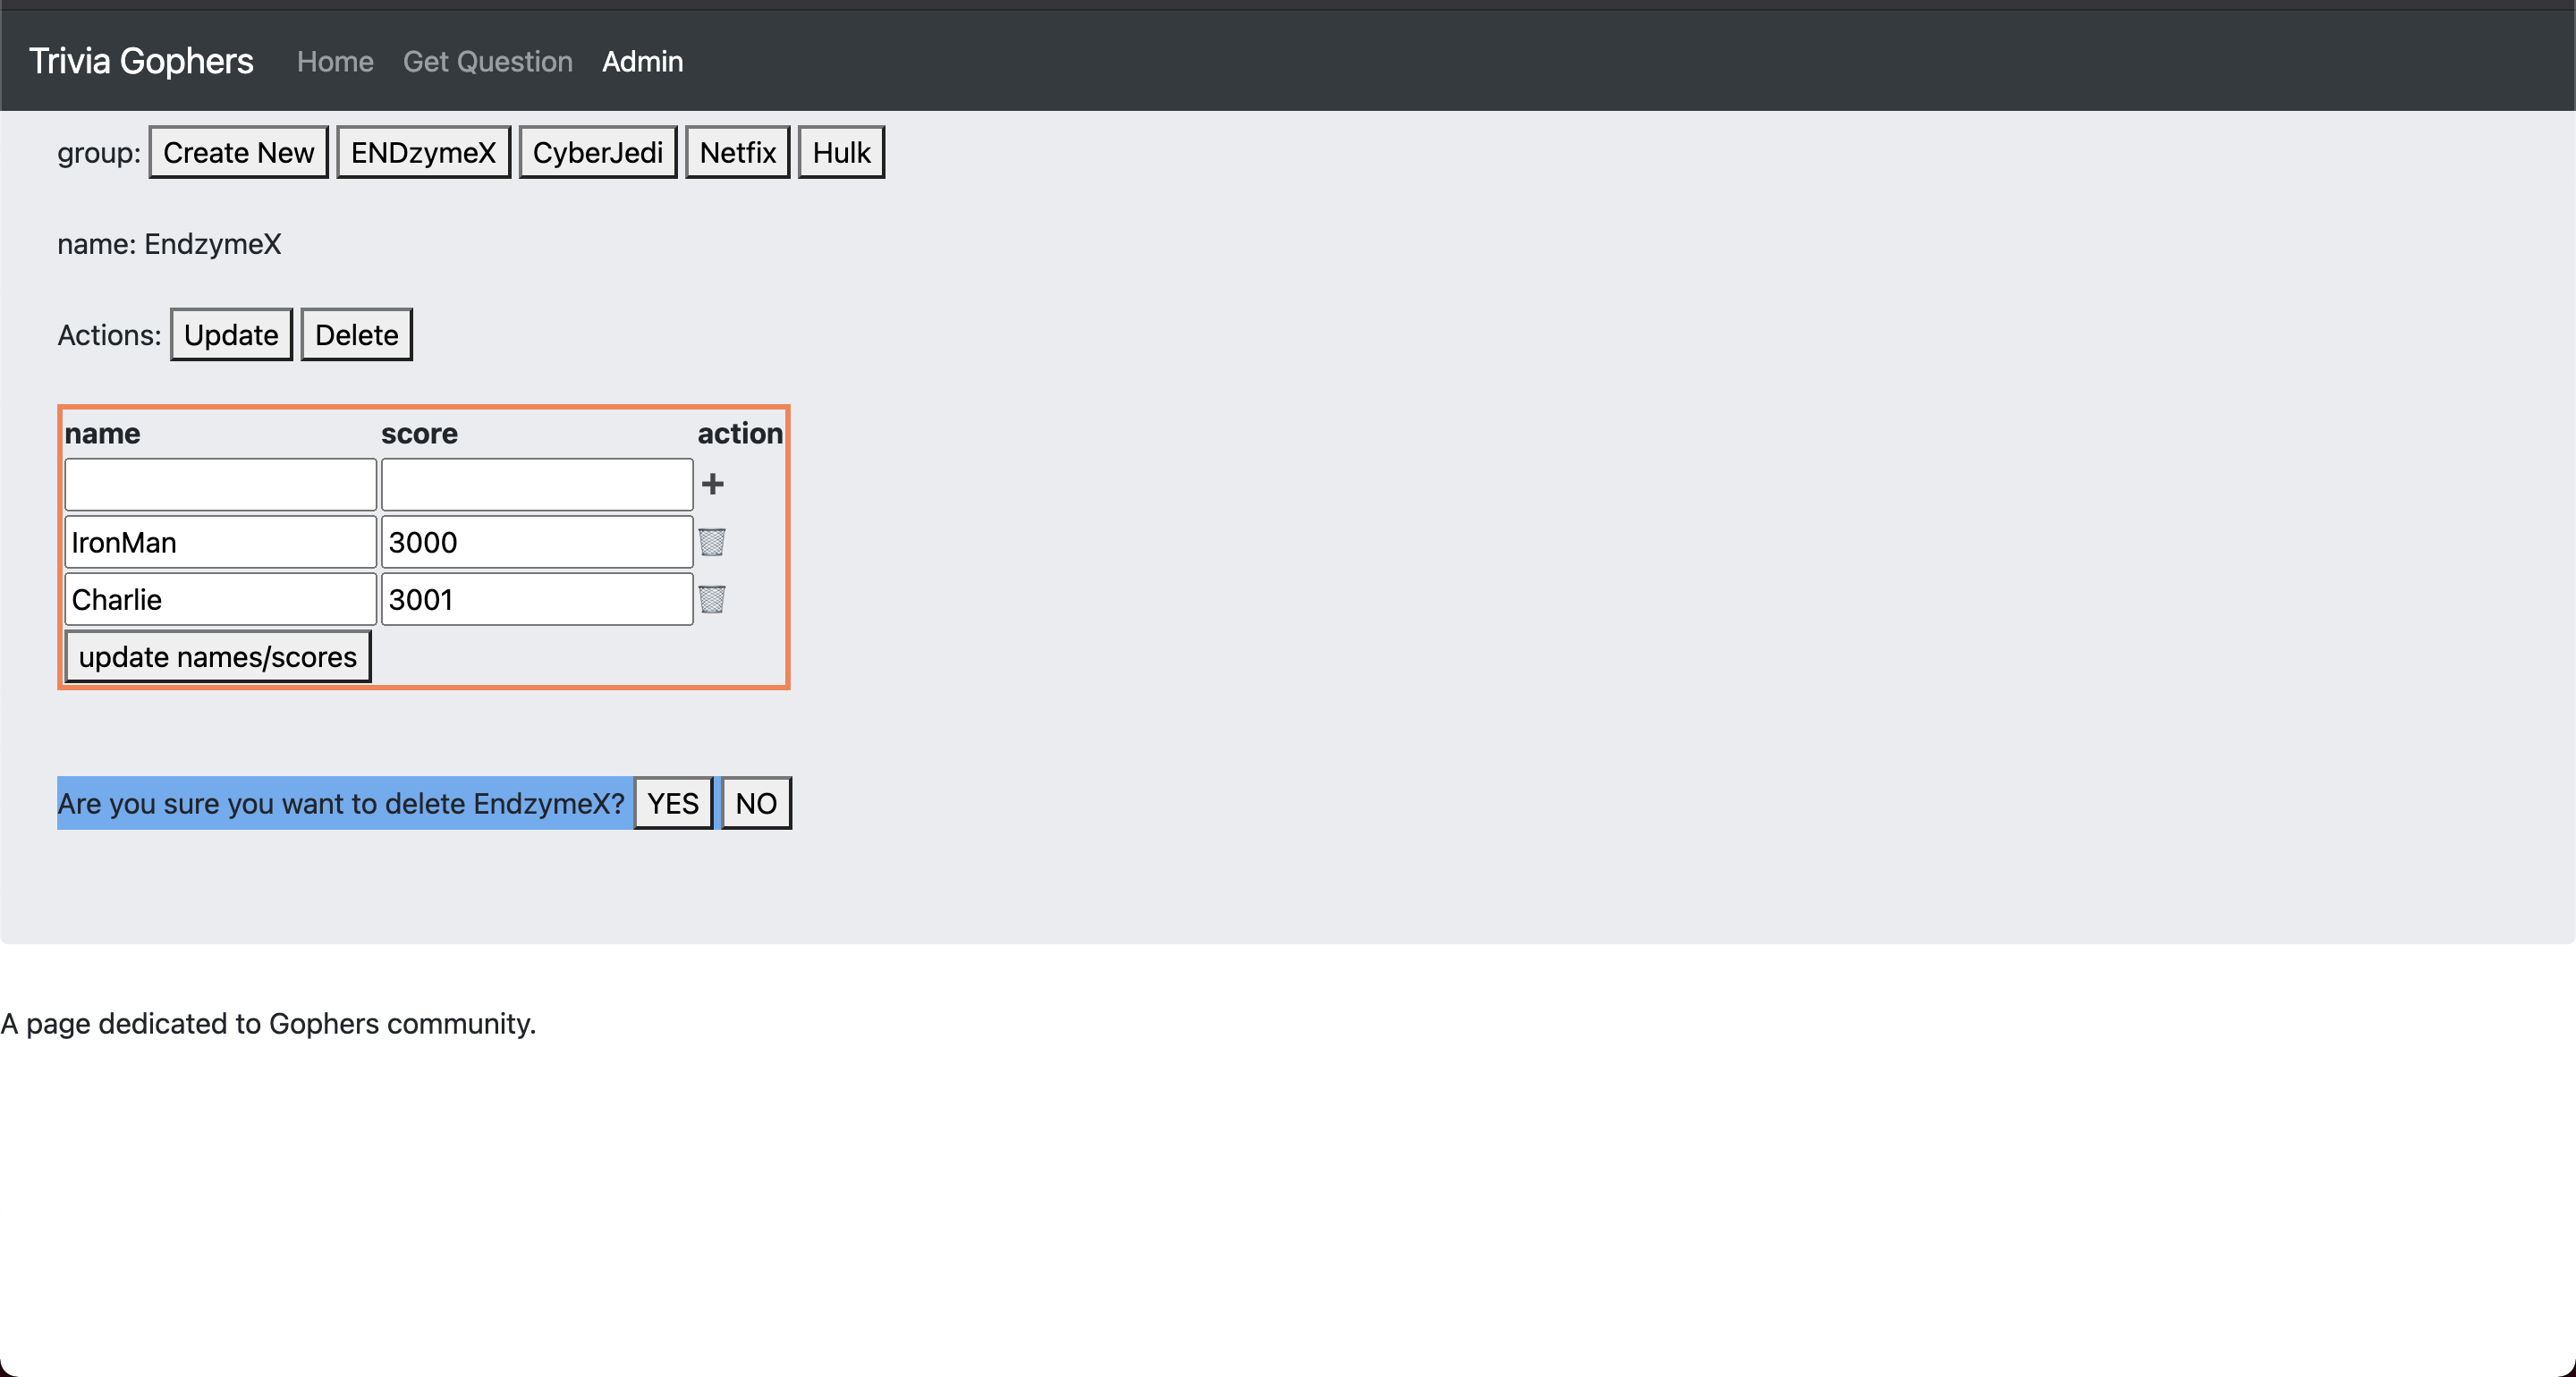 Trivia Gophers Home Get Question Admin
group: Create New ENDzymeX CyberJedi Netfix Hulk
name: EndzymeX
Actions: Update Delete
name score action
+
IronMan 3000
Charlie 3001
update names/scores
Are you sure you want to delete EndzymeX? YES NO
A page dedicated to Gophers community.